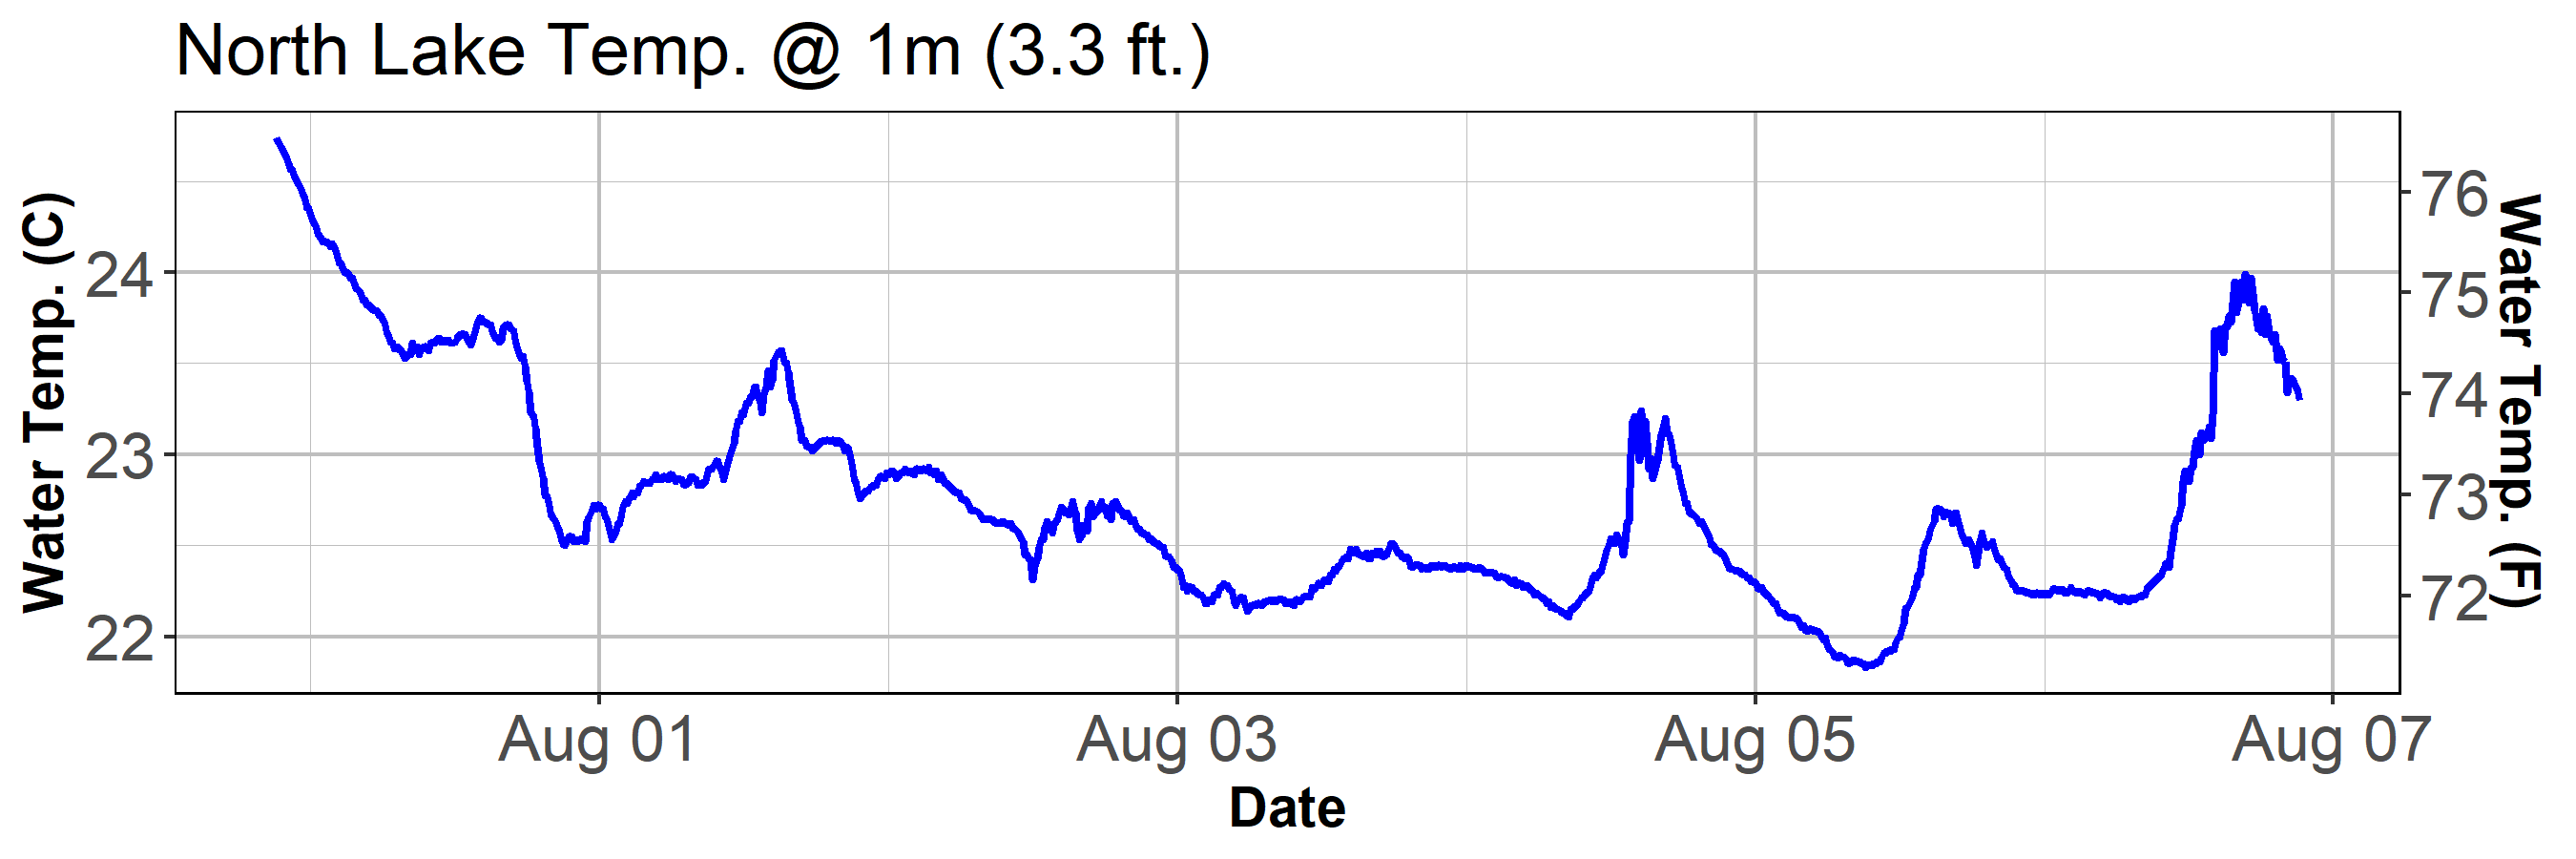 North Lake Temp. @ 1m (3.3 ft.)
Water Temp. (C)
24
23
22
76
75
74
73
72
Water Temp. (F)
Aug 01 Aug 03 Aug 05 Aug 07
Date